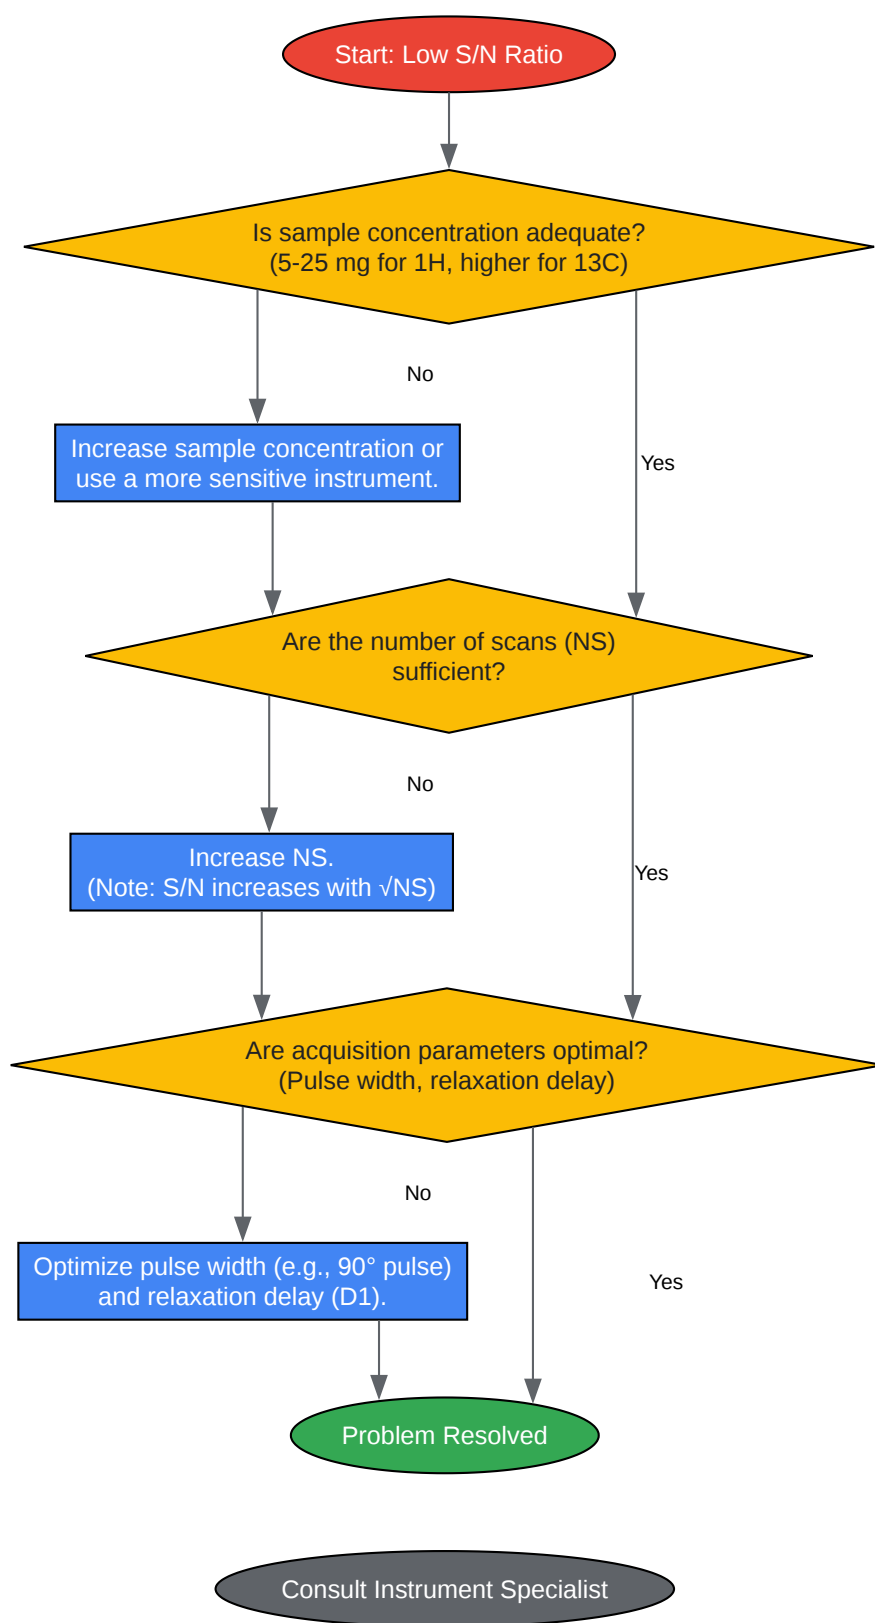 Start: Low S/N Ratio
Is sample concentration adequate?
(5-25 mg for 1H, higher for 13C)
No
Increase sample concentration or
use a more sensitive instrument.
Yes
Are the number of scans (NS)
sufficient?
No
Increase NS.
(Note: S/N increases with √NS)
Yes
Are acquisition parameters optimal?
(Pulse width, relaxation delay)
No
Optimize pulse width (e.g., 90° pulse)
and relaxation delay (D1).
Yes
Problem Resolved
Consult Instrument Specialist